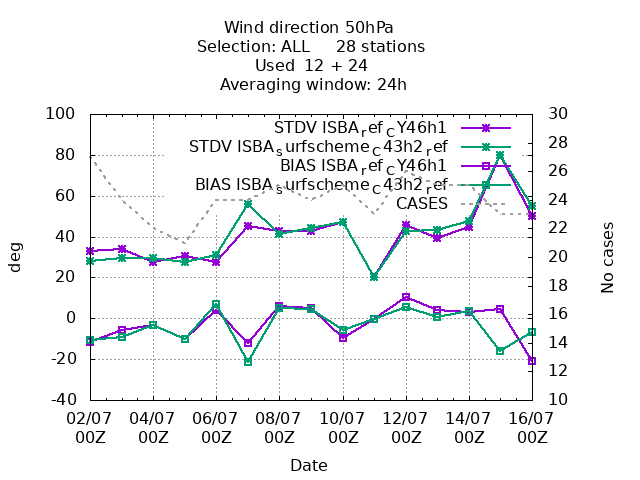 Wind direction 50hPa
Selection: ALL 28 stations
Used 12 + 24
Averaging window: 24h
100
80
60
40
20
0
-20
-40
deg
30
28
26
24
22
20
18
16
14
12
10
No cases
STDV ISBA_ref_CY46h1
STDV ISBA_surfscheme_C43h2_ref
BIAS ISBA_ref_CY46h1
BIAS ISBA_surfscheme_C43h2_ref
CASES
02/07 04/07 06/07 08/07 10/07 12/07 14/07 16/07
00Z 00Z 00Z 00Z 00Z 00Z 00Z 00Z
Date